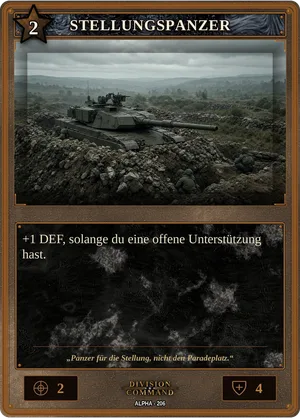 2
STELLUNGSPANZER
+1 DEF, solange du eine offene Unterstützung
hast.
„Panzer für die Stellung, nicht den Paradeplatz.“
2
DIVISION
COMMAND
ALPHA · 206
4